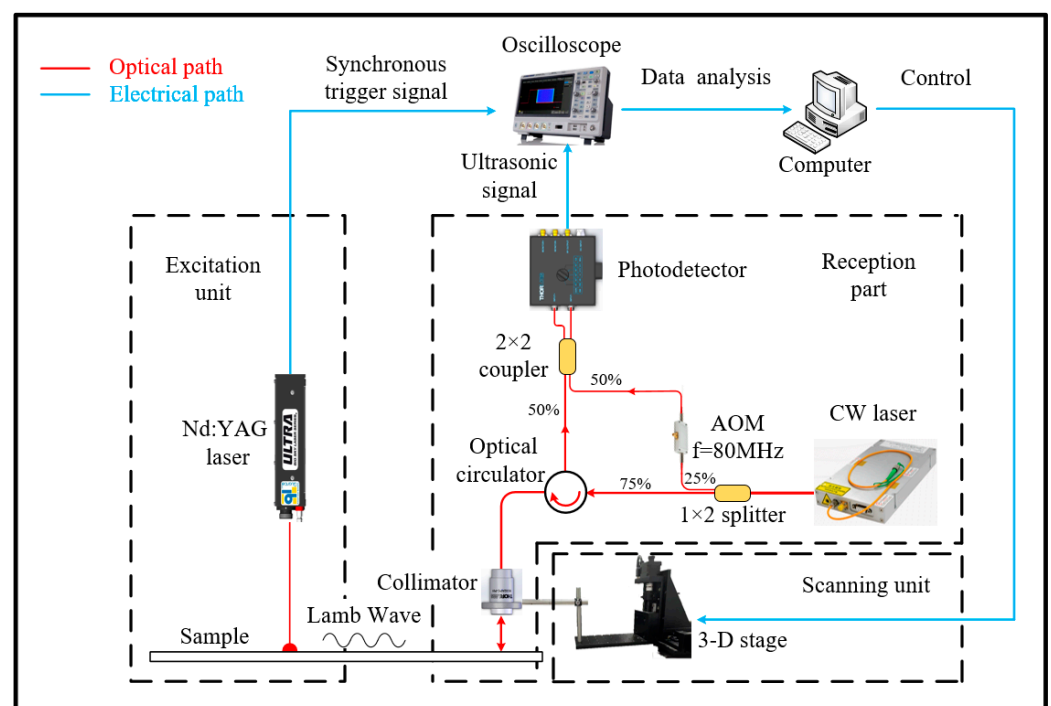 Optical path
Electrical path
Synchronous
trigger signal
Oscilloscope
Data analysis
Control
Computer
Ultrasonic
signal
Excitation
unit
Photodetector
Reception
part
2×2
coupler
50%
50%
Nd:YAG
laser
ULTRA
AOM
f=80MHz
CW laser
Optical
circulator
75%
25%
1×2 splitter
Collimator
Scanning unit
Lamb Wave
Sample
3-D stage